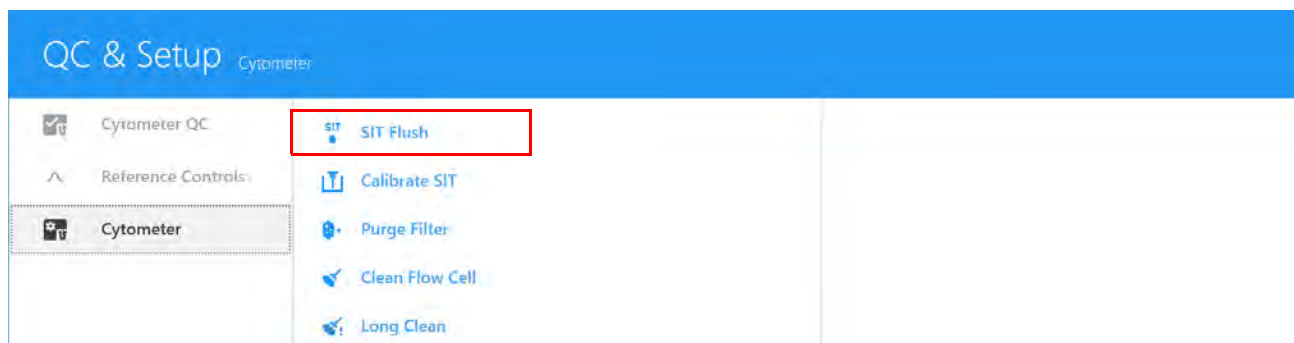 QC & Setup Cytometer
Cytometer QC
Reference Controls
Cytometer
SIT SIT Flush
Calibrate SIT
Purge Filter
Clean Flow Cell
Long Clean